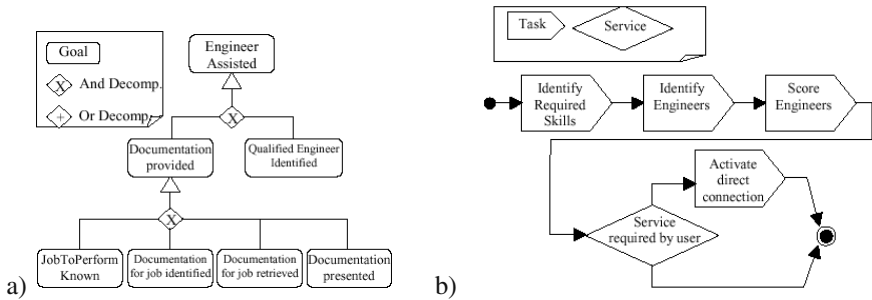 Goal
X
And Decomp.
+
Or Decomp.
Engineer
Assisted
X
Documentation
provided
Qualified Engineer
Identified
X
JobToPerform
Known
Documentation
for job identified
Documentation
for job retrieved
Documentation
presented
a)
Task
Service
Identify
Required
Skills
Identify
Engineers
Score
Engineers
Activate
direct
connection
Service
required by user
b)